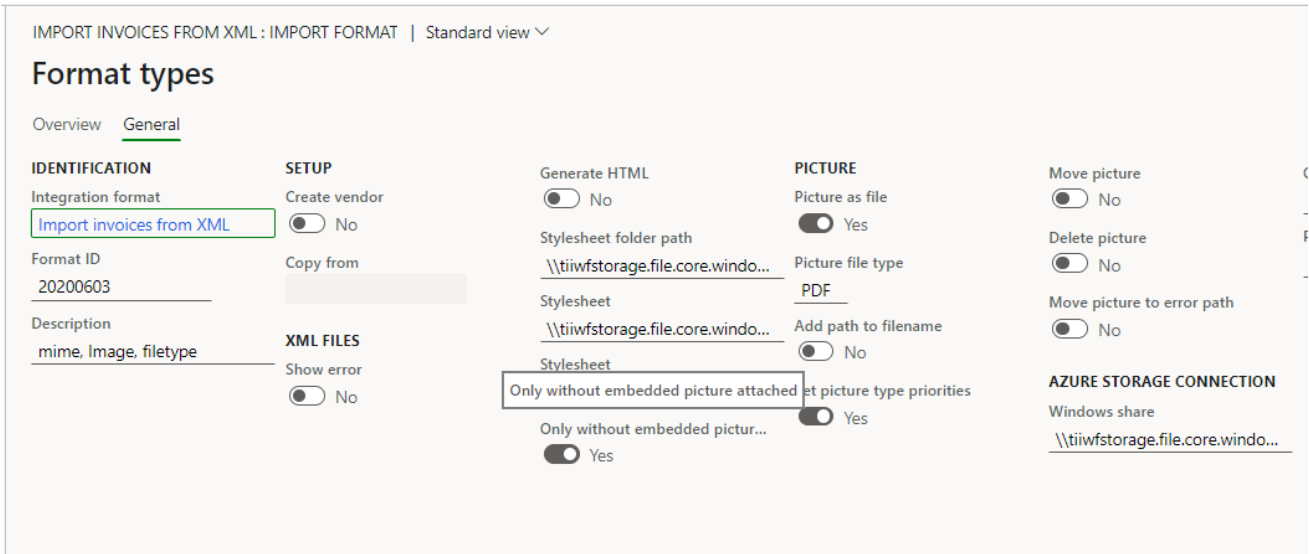 IMPORT INVOICES FROM XML : IMPORT FORMAT | Standard view
Format types
Overview General
IDENTIFICATION
Integration format
Import invoices from XML
Format ID
20200603
Description
mime, Image, filetype
SETUP
Create vendor
No
Copy from
XML FILES
Show error
No
Generate HTML
No
Stylesheet folder path
\\tiiwfstorage.file.core.windo...
Stylesheet
\\tiiwfstorage.file.core.windo...
Stylesheet
Only without embedded picture attached
Only without embedded pictur...
Yes
PICTURE
Picture as file
Yes
Picture file type
PDF
Add path to filename
No
et picture type priorities
Yes
Move picture
No
Delete picture
No
Move picture to error path
No
AZURE STORAGE CONNECTION
Windows share
\\tiiwfstorage.file.core.windo...